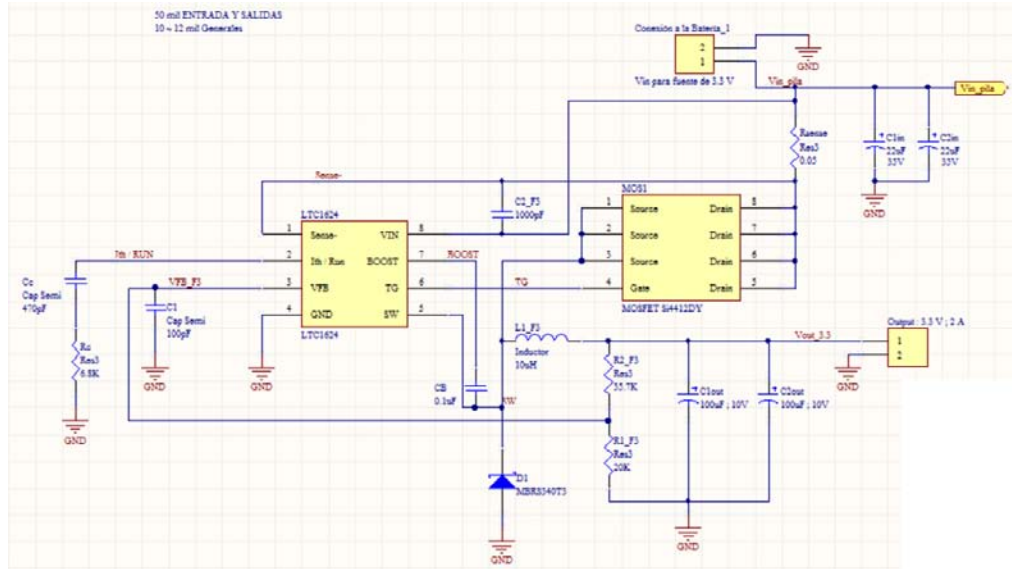 50 mil ENTRADA Y SALIDAS
10 ~ 12 mil Generales
Conexión a la Batería_1
2
1
GND
Vin para fuente de 3.3 V
Vin_pila
Vin_pila
Rsense
Res3
0.05
C1in
22uF
35V
C2in
22uF
35V
GND
Sense-
C2_F3
1000pF
MOS1
1 Source Drain 8
2 Source Drain 7
3 Source Drain 6
4 Gate Drain 5
MOSFET Si4412DY
LTC1624
1 Sense- VIN 8
2 Ith / Run BOOST 7
3 VFB TG 6
4 GND SW 5
LTC1624
Ith / RUN
BOOST
VFB_F3
TG
Cc
Cap Semi
470pF
C1
Cap Semi
100pF
GND
Rc
Res3
6.8K
GND
GND
L1_F3
Inductor
10uH
Vout_3.3
Output : 3.3 V ; 2 A
1
2
GND
R2_F3
Res3
35.7K
CB
0.1uF
SW
C1out
100uF ; 10V
C2out
100uF ; 10V
R1_F3
Res3
20K
D1
MBRS340T3
GND
GND